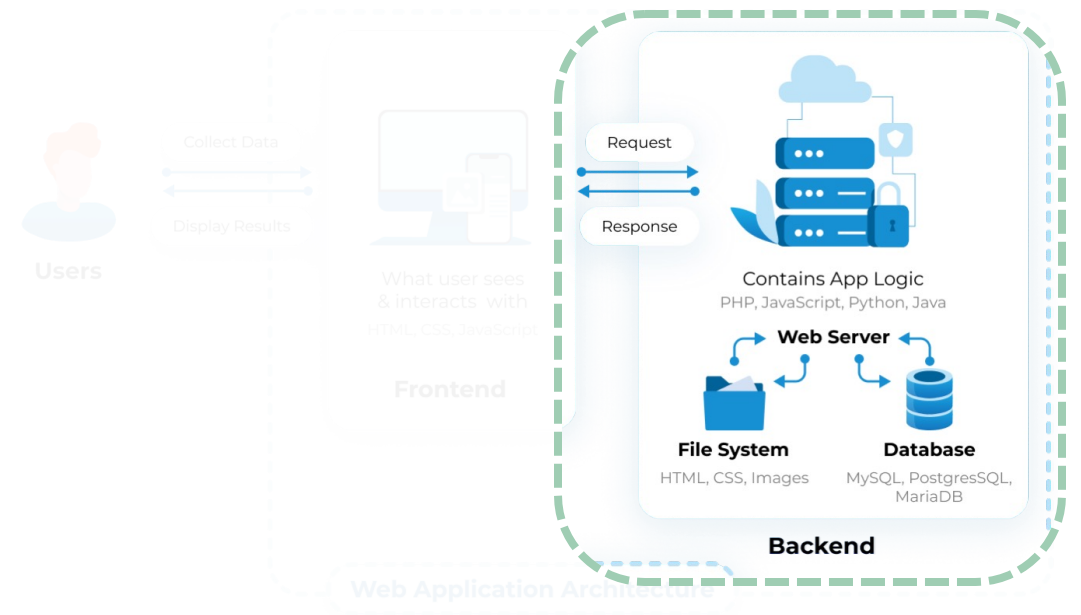 Collect Data
Display Results
Users
What user sees
& interacts with
HTML, CSS, JavaScript
Frontend
Request
Response
Contains App Logic
PHP, JavaScript, Python, Java
Web Server
File System
HTML, CSS, Images
Database
MySQL, PostgresSQL,
MariaDB
Backend
Web Application Architecture